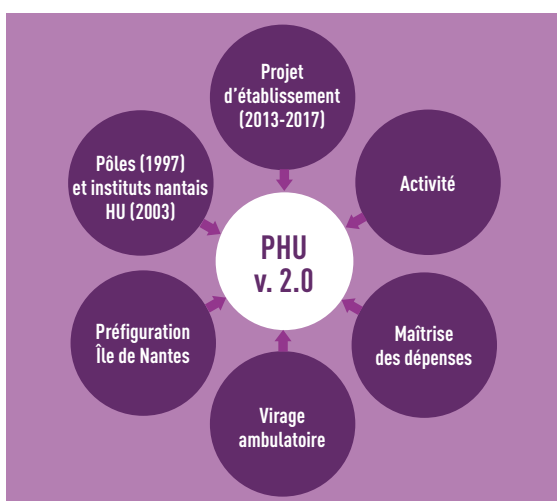 Projet
d'établissement
(2013-2017)
Pôles (1997)
et instituts nantais
HU (2003)
Activité
PHU
v. 2.0
Préfiguration
Île de Nantes
Maîtrise
des dépenses
Virage
ambulatoire